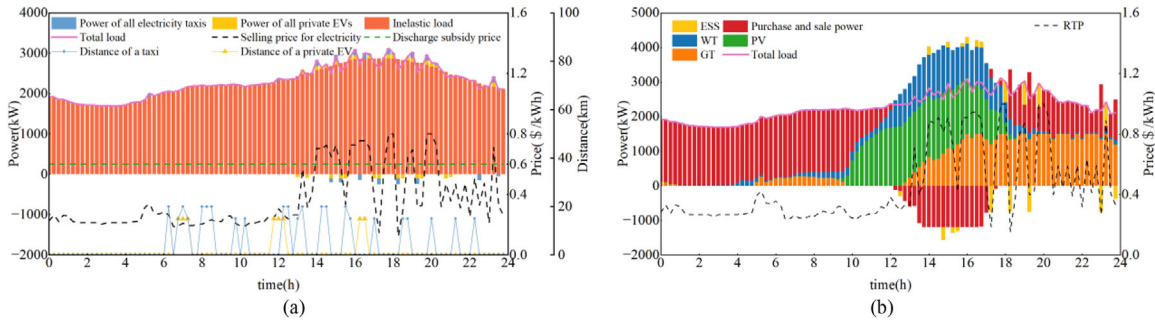 Power of all electricity taxis Power of all private EVs Inelastic load
Total load Selling price for electricity Discharge subsidy price
Distance of a taxi Distance of a private EV
4000
3000
2000
1000
0
−1000
−2000
Power(kW)
1.6
1.2
0.8
0.6
0.4
0.0
Price($/kWh)
100
80
60
40
20
0
Distance(km)
0 2 4 6 8 10 12 14 16 18 20 22 24
time(h)
(a)
ESS Purchase and sale power RTP
WT PV
GT Total load
5000
4000
3000
2000
1000
0
−1000
−2000
Power(kW)
1.6
1.2
0.8
0.4
0.0
Price($/kWh)
0 2 4 6 8 10 12 14 16 18 20 22 24
time(h)
(b)